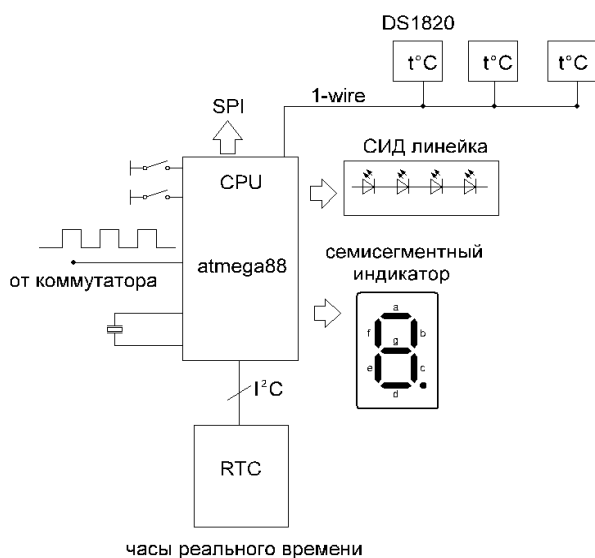 DS1820
t°C
t°C
t°C
1-wire
SPI
СИД линейка
CPU
семисегментный
индикатор
atmega88
от коммутатора
a
f
b
g
e
c
d
I²C
RTC
часы реального времени